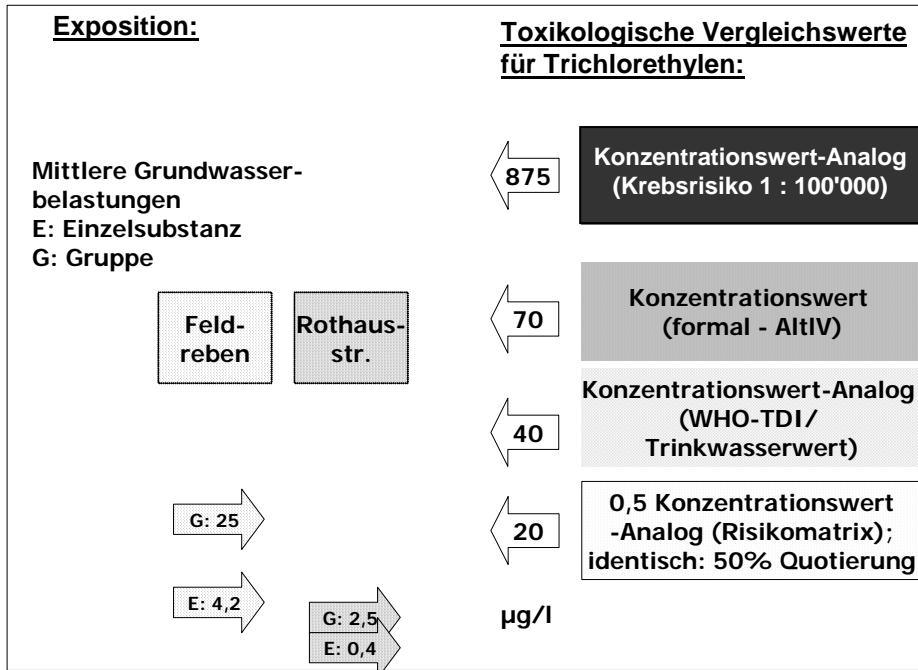 Exposition:
Toxikologische Vergleichswerte
für Trichlorethylen:
Mittlere Grundwasser-
belastungen
E: Einzelsubstanz
G: Gruppe
875
Konzentrationswert-Analog
(Krebsrisiko 1 : 100'000)
Feld-
reben
Rothaus-
str.
70
Konzentrationswert
(formal - AltlV)
40
Konzentrationswert-Analog
(WHO-TDI/
Trinkwasserwert)
G: 25
20
0,5 Konzentrationswert
-Analog (Risikomatrix);
identisch: 50% Quotierung
E: 4,2
G: 2,5
E: 0,4
µg/l